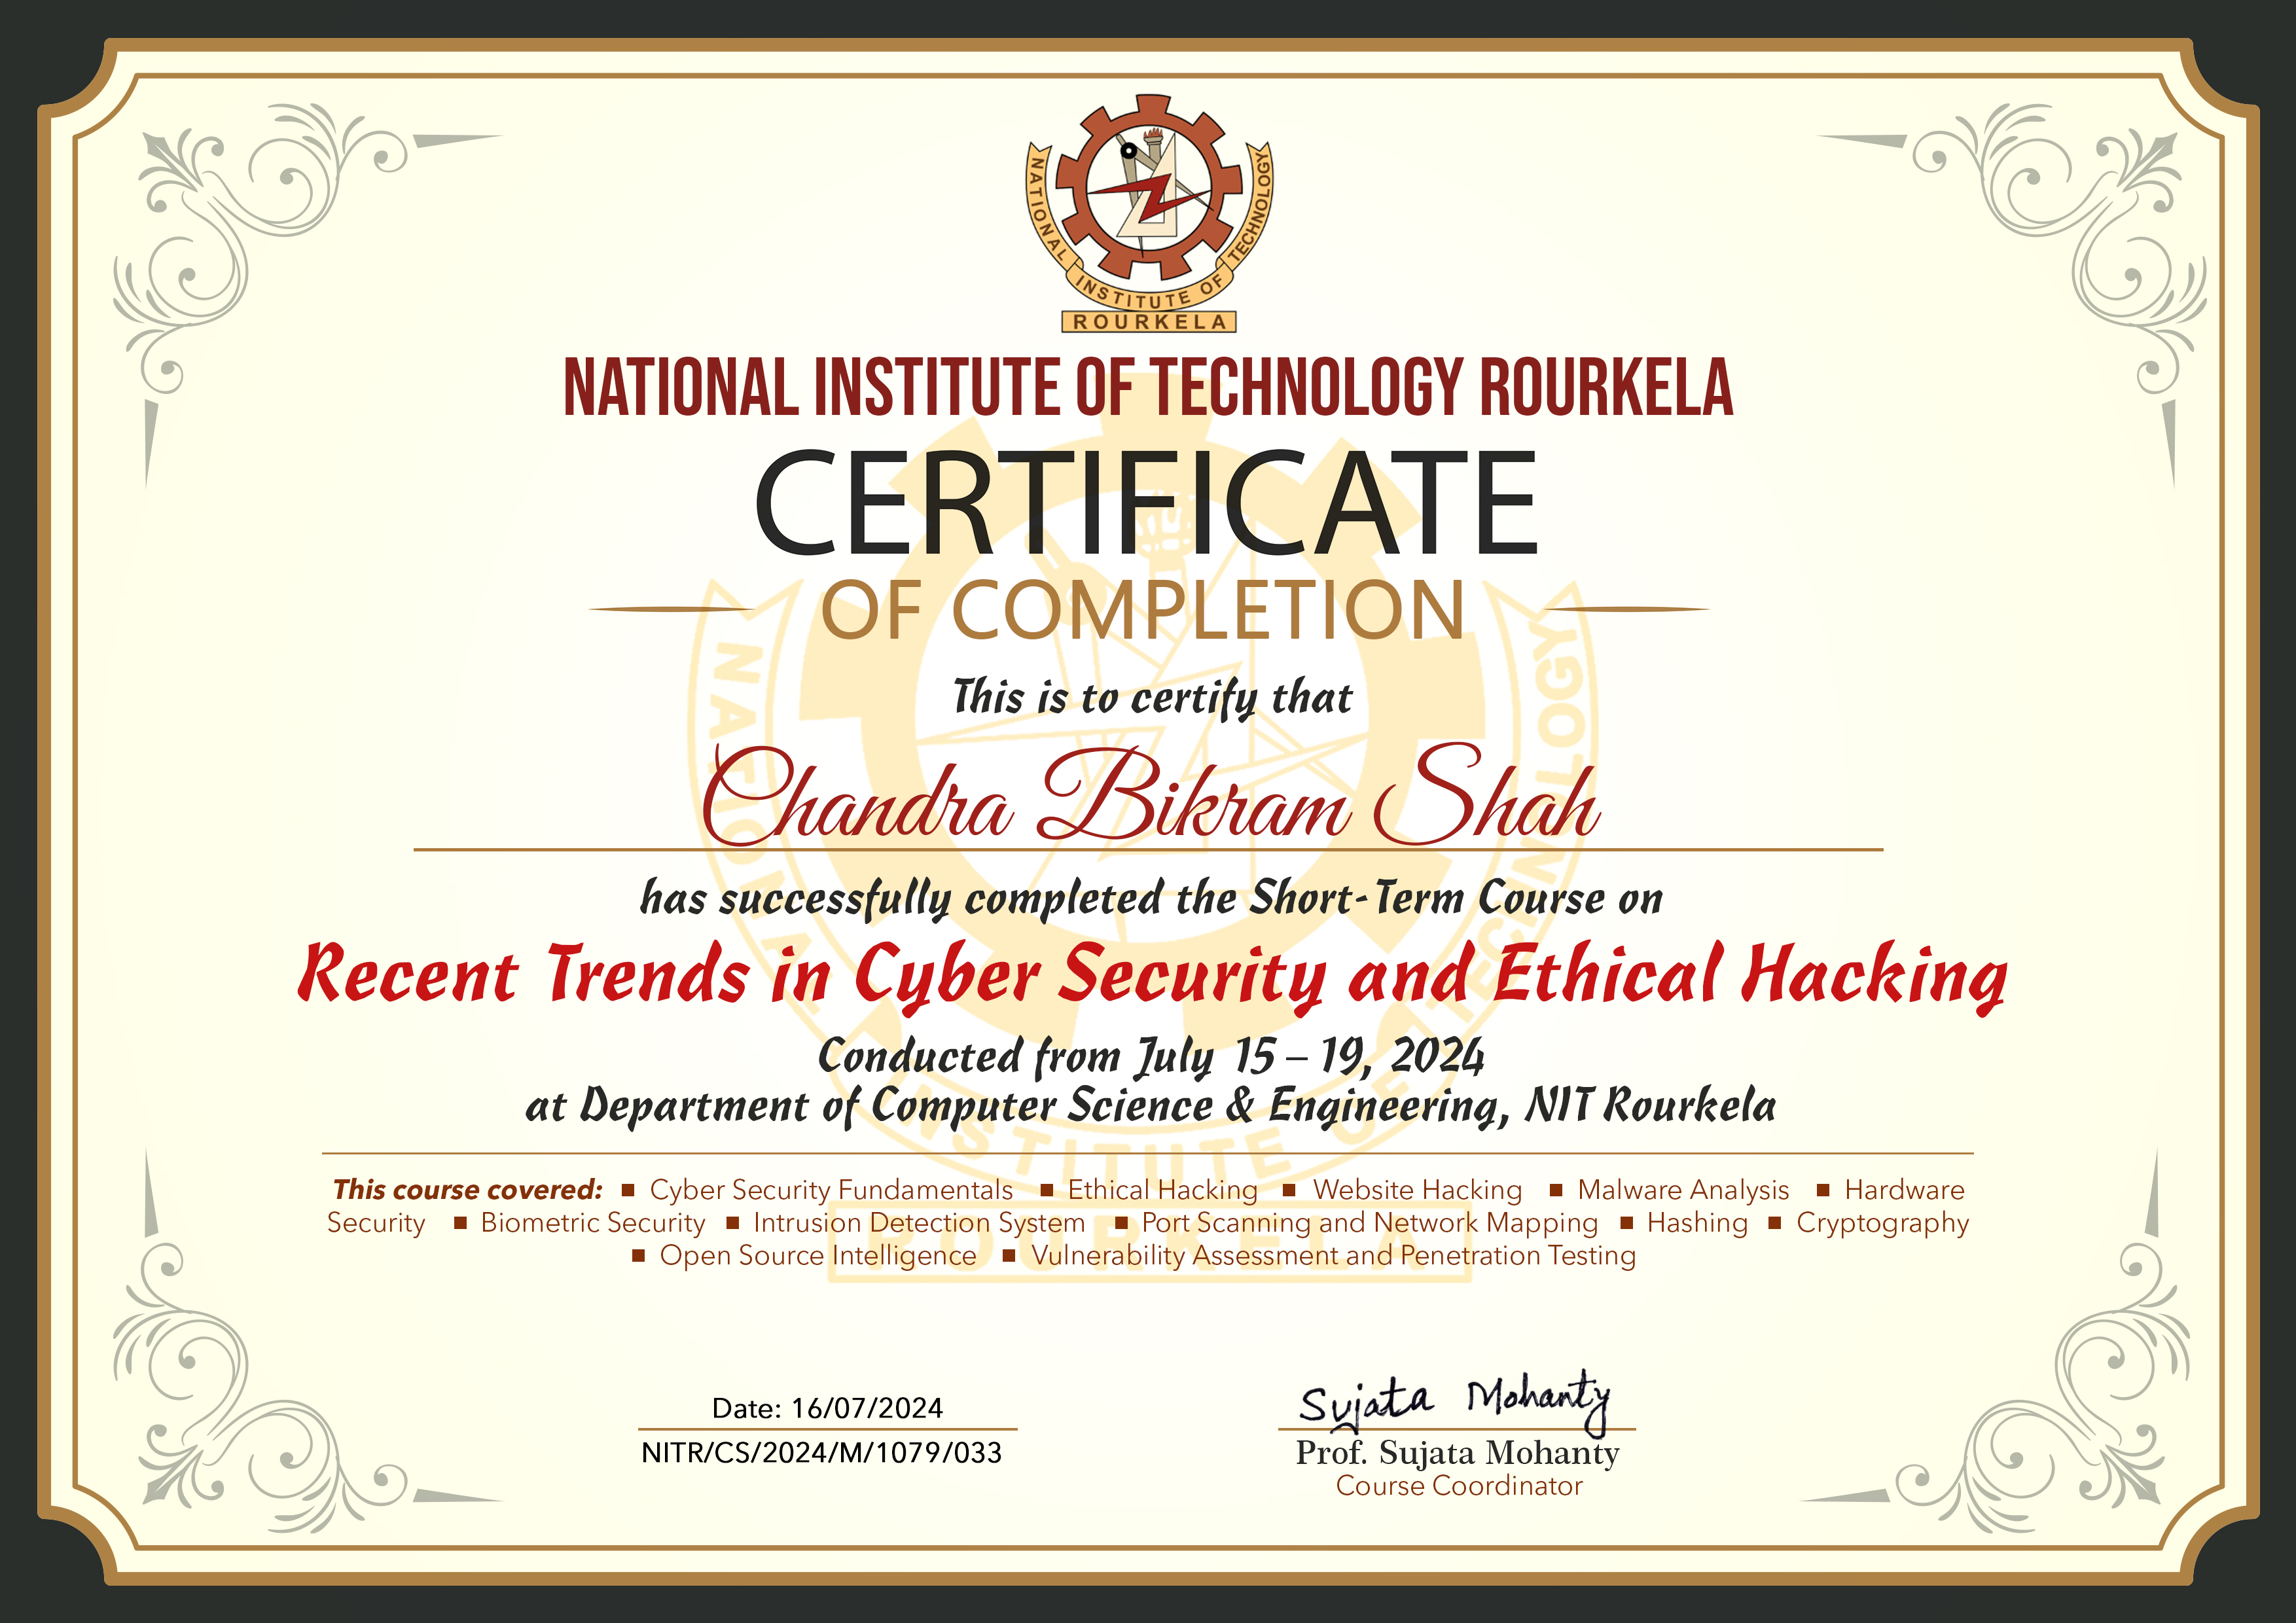 NATIONAL INSTITUTE OF TECHNOLOGY
ROURKELA
NATIONAL INSTITUTE OF TECHNOLOGY ROURKELA
CERTIFICATE
OF COMPLETION
This is to certify that
Chandra Bikram Shah
has successfully completed the Short-Term Course on
Recent Trends in Cyber Security and Ethical Hacking
Conducted from July 15 – 19, 2024
at Department of Computer Science & Engineering, NIT Rourkela
This course covered: ▪ Cyber Security Fundamentals ▪ Ethical Hacking ▪ Website Hacking ▪ Malware Analysis ▪ Hardware
Security ▪ Biometric Security ▪ Intrusion Detection System ▪ Port Scanning and Network Mapping ▪ Hashing ▪ Cryptography
▪ Open Source Intelligence ▪ Vulnerability Assessment and Penetration Testing
NATIONAL INSTITUTE OF TECHNOLOGY
ROURKELA
Date: 16/07/2024
NITR/CS/2024/M/1079/033
Sujata Mohanty
Prof. Sujata Mohanty
Course Coordinator